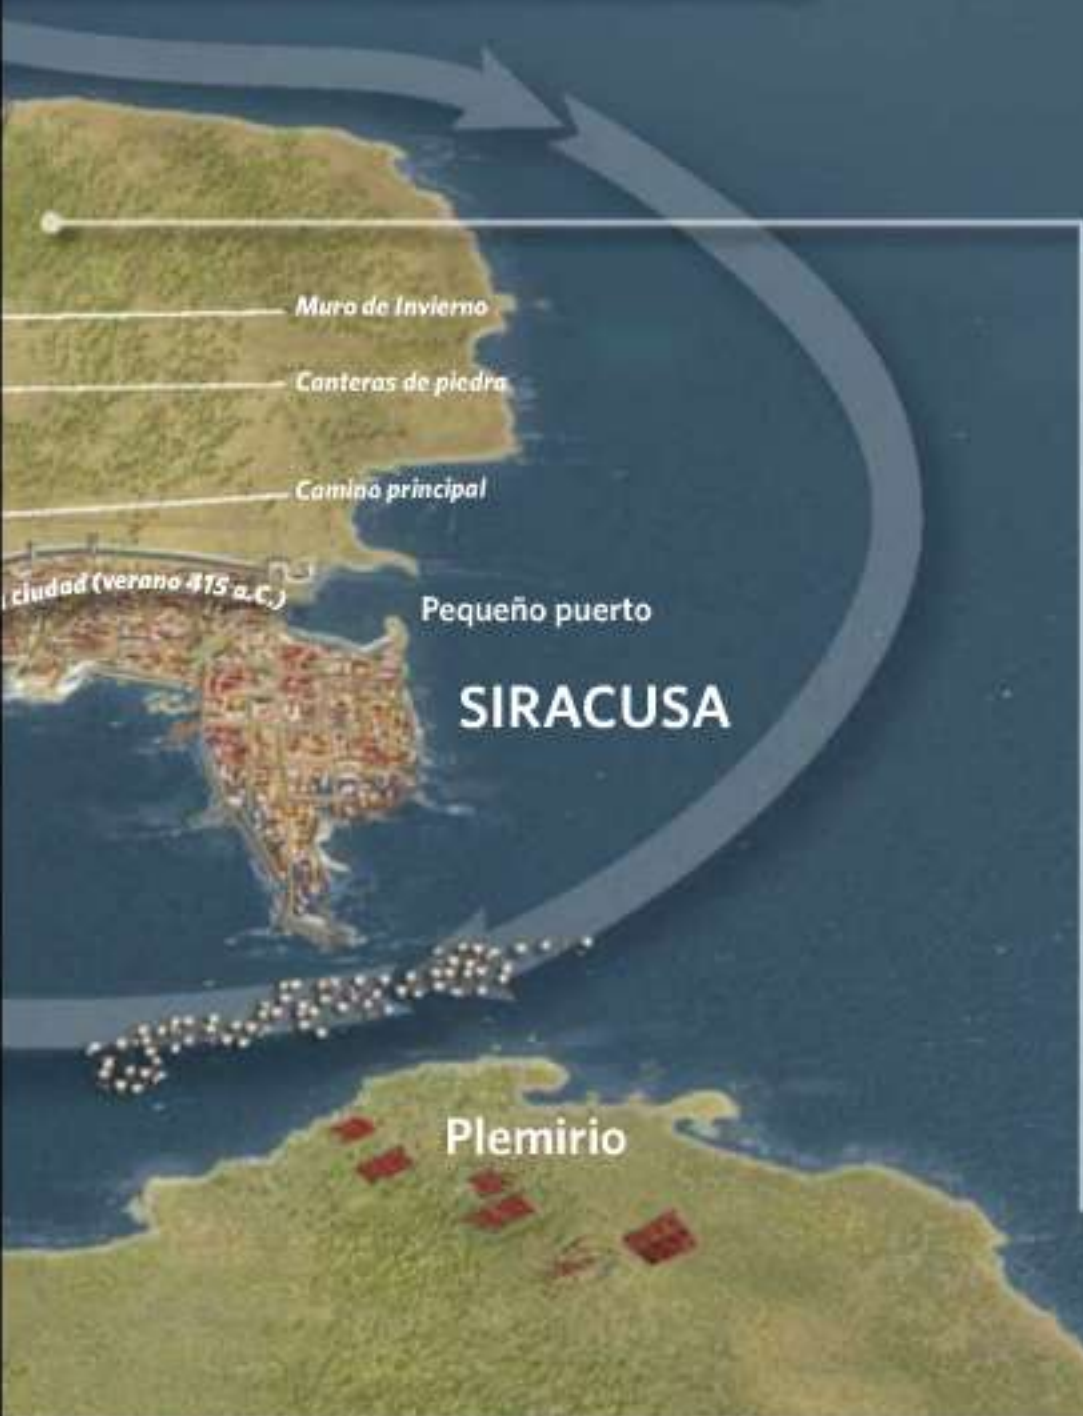 Muro de Invierno
Canteras de piedra
Camino principal
ciudad (verano 415 a.C.)
Pequeño puerto
SIRACUSA
Plemirio